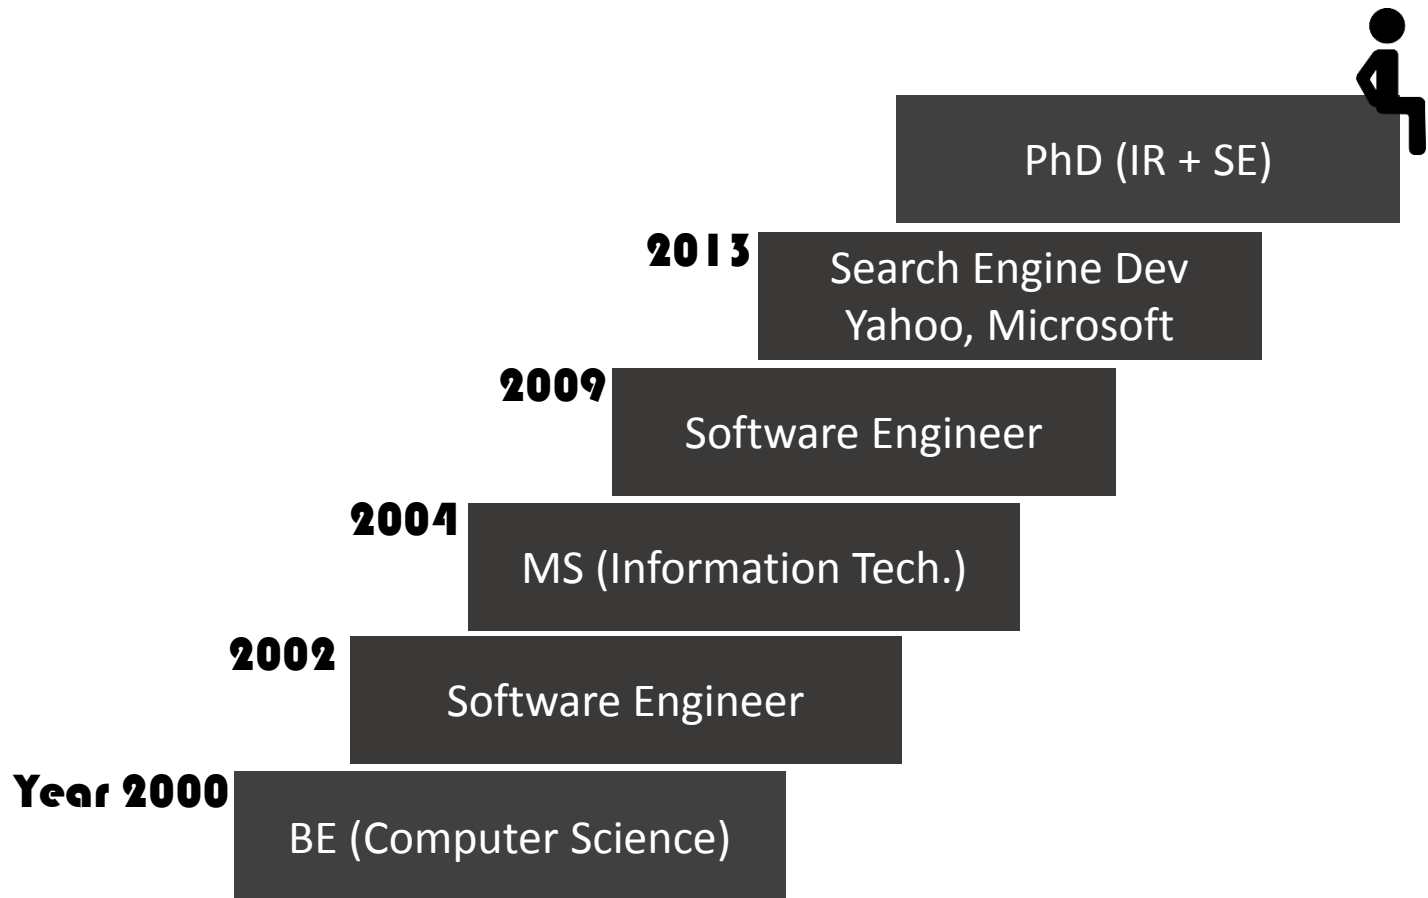 PhD (IR + SE)
2013
Search Engine Dev
Yahoo, Microsoft
2009
Software Engineer
2004
MS (Information Tech.)
2002
Software Engineer
Year 2000
BE (Computer Science)